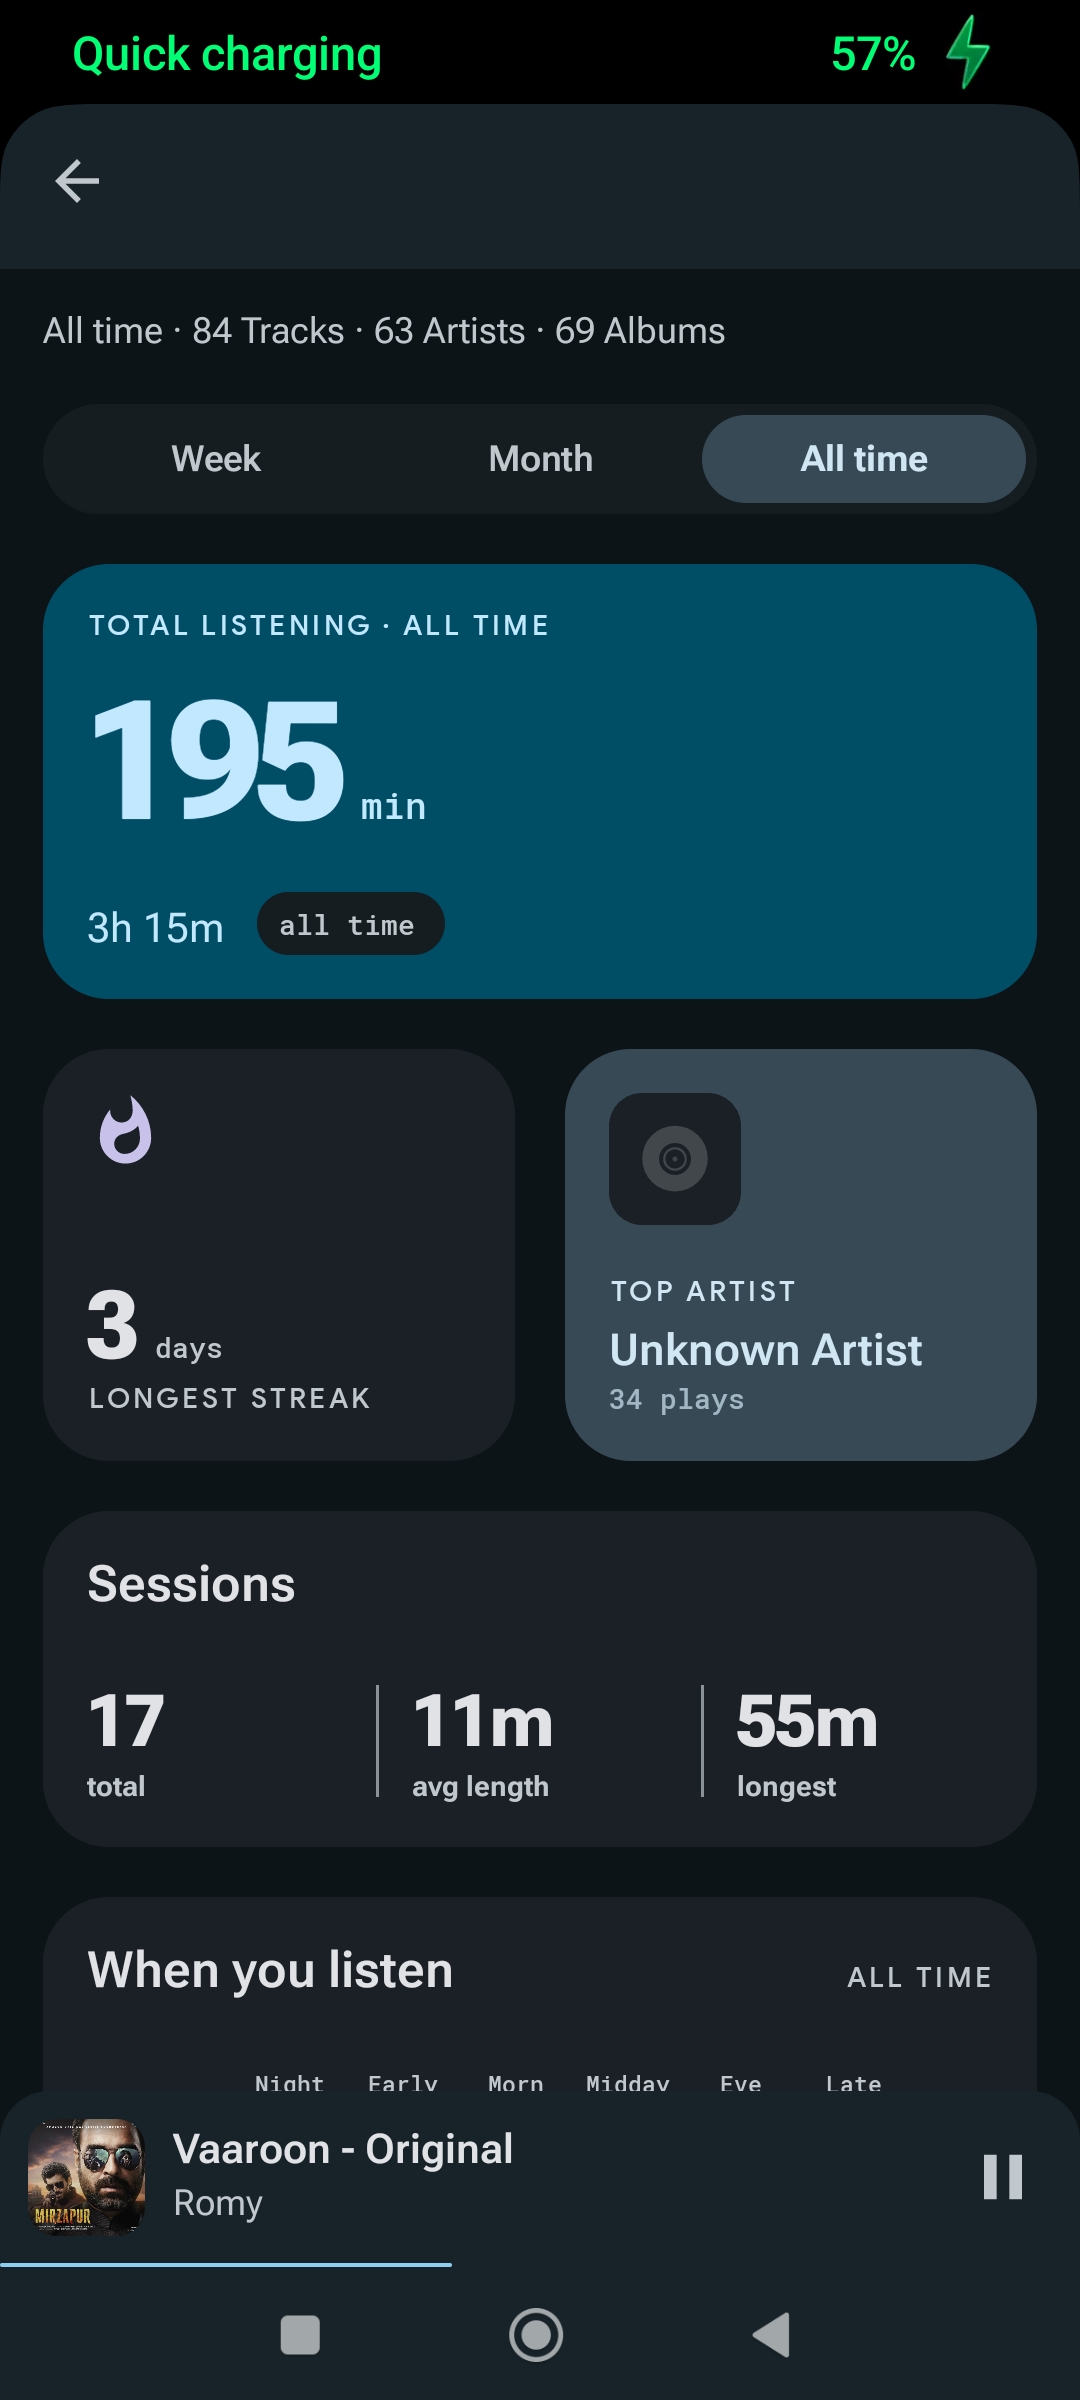 Quick charging 57%
All time · 84 Tracks · 63 Artists · 69 Albums
Week Month All time
TOTAL LISTENING · ALL TIME
195 min
3h 15m all time
3 days
LONGEST STREAK
TOP ARTIST
Unknown Artist
34 plays
Sessions
17 11m 55m
total avg length longest
When you listen ALL TIME
Night Early Morn Midday Eve Late
MIRZAPUR
Vaaroon - Original
Romy